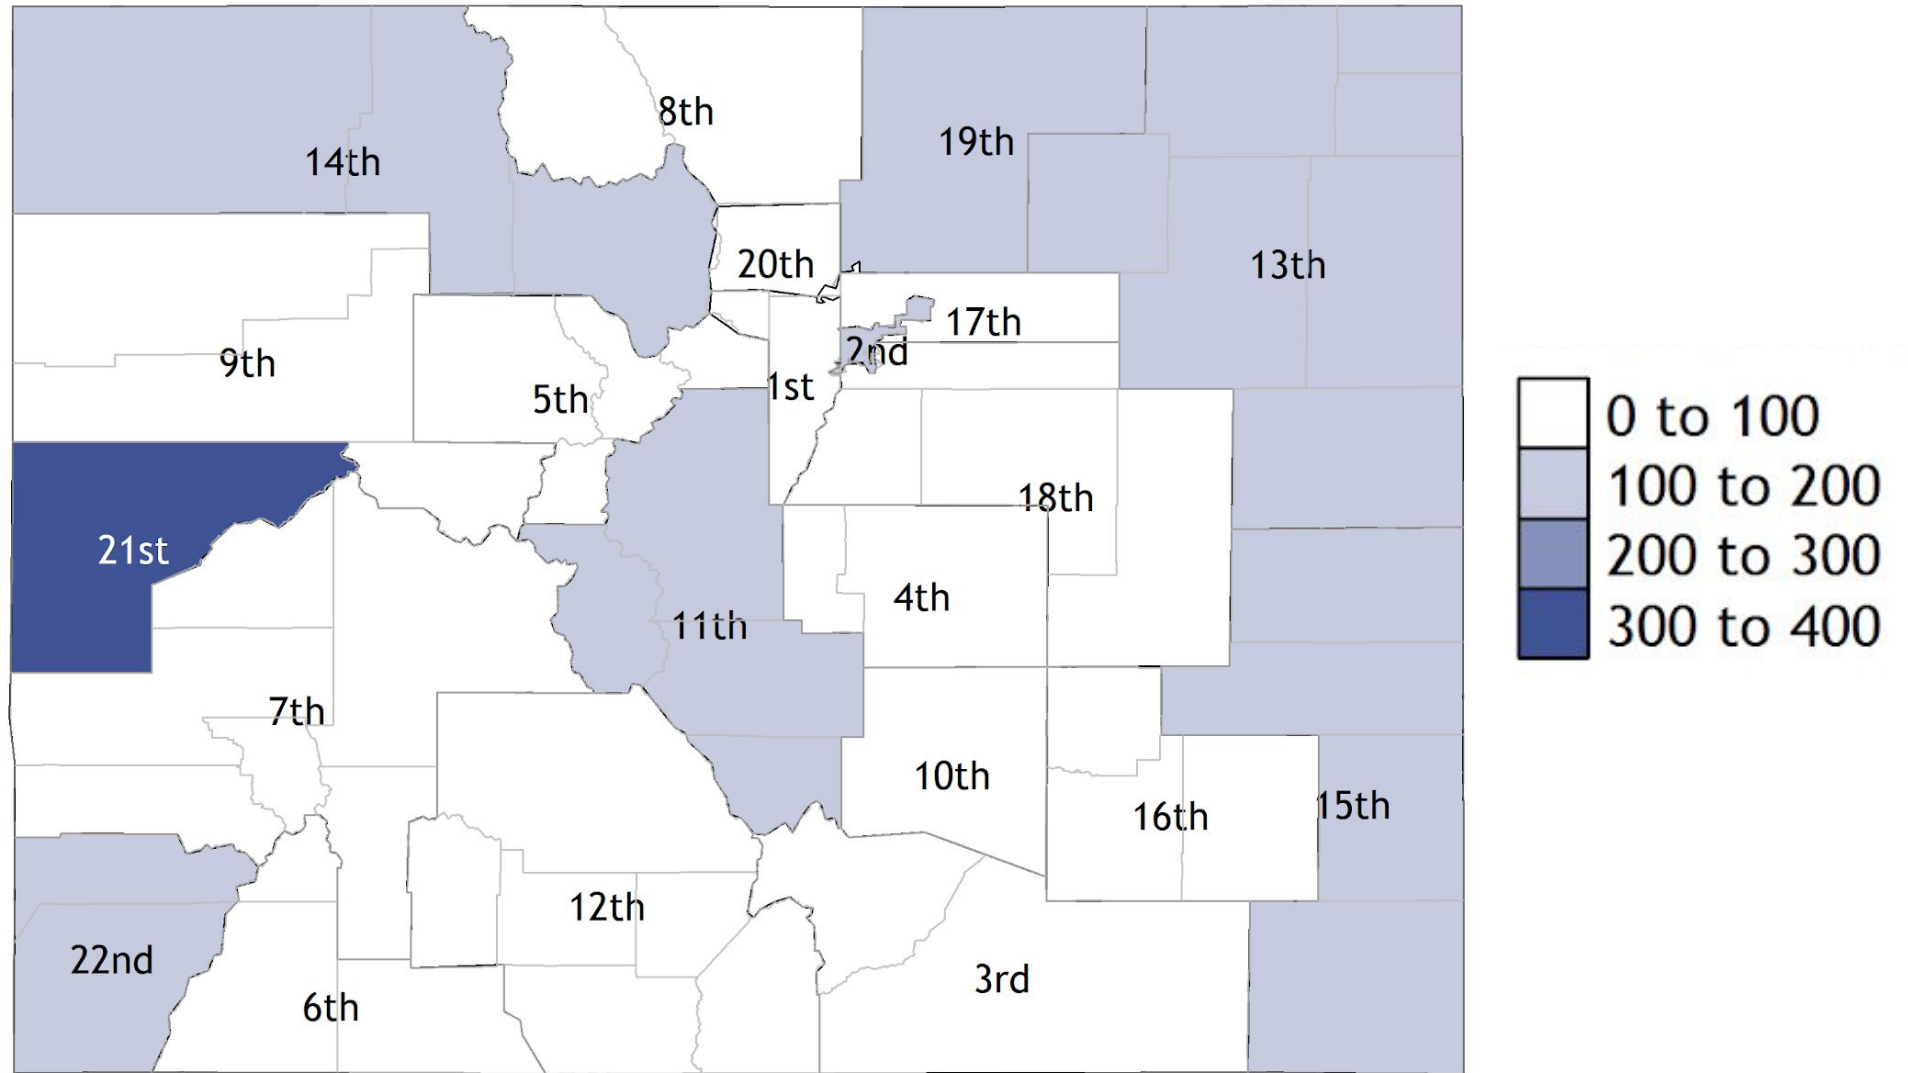 8th
19th
14th
20th
13th
17th
2nd
9th
1st
5th
18th
21st
4th
11th
7th
10th
15th
16th
12th
22nd
3rd
6th
0 to 100
100 to 200
200 to 300
300 to 400